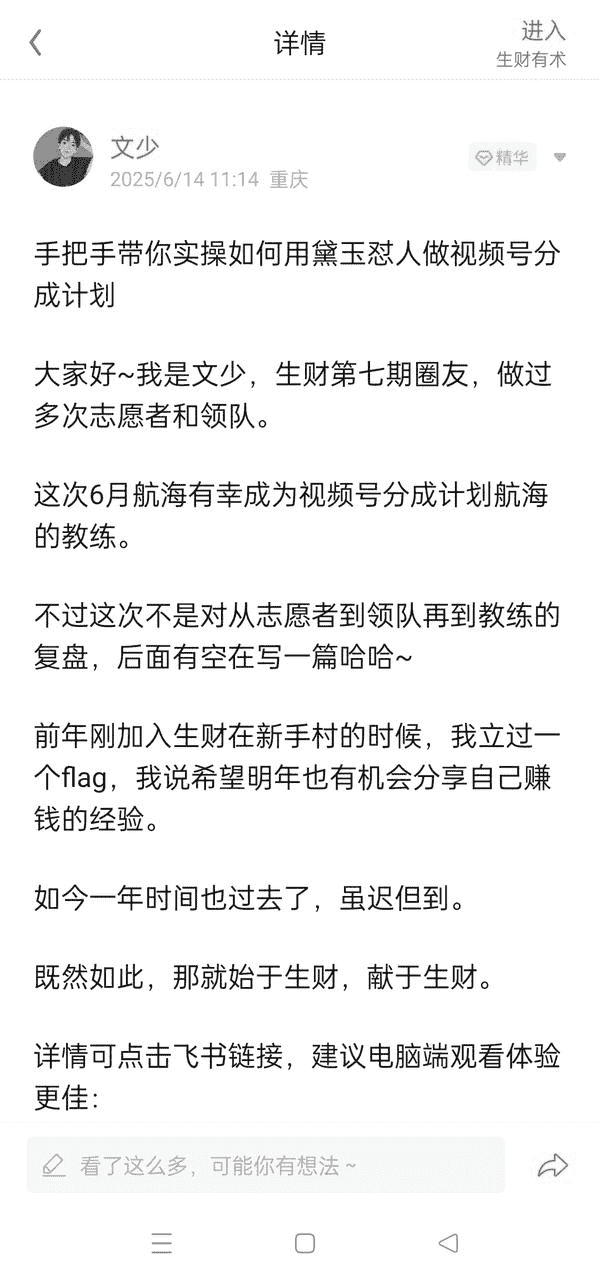 详情
进入
生财有术
文少
精华
2025/6/14 11:14 重庆
手把手带你实操如何用黛玉怼人做视频号分
成计划
大家好~我是文少，生财第七期圈友，做过
多次志愿者和领队。
这次6月航海有幸成为视频号分成计划航海
的教练。
不过这次不是对从志愿者到领队再到教练的
复盘，后面有空在写一篇哈哈~
前年刚加入生财在新手村的时候，我立过一
个flag，我说希望明年也有机会分享自己赚
钱的经验。
如今一年时间也过去了，虽迟但到。
既然如此，那就始于生财，献于生财。
详情可点击飞书链接，建议电脑端观看体验
更佳：
看了这么多，可能你有想法 ~